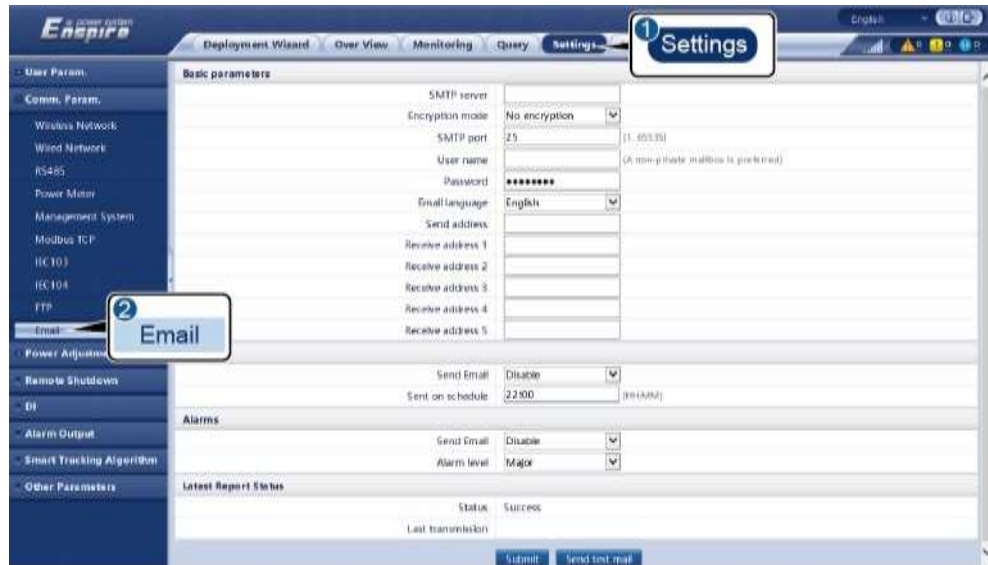 Enspire
Deployment Wizard Over View Monitoring Query Settings
English
1 Settings
User Param.
Comm. Param.
Wireless Network
Wired Network
RS485
Power Meter
Management System
Modbus TCP
IEC103
IEC104
FTP
Email
2 Email
Power Adjustm
Remote Shutdown
DI
Alarm Output
Smart Tracking Algorithm
Other Parameters
Basic parameters
SMTP server
Encryption mode No encryption
SMTP port 25 [1, 65535]
User name (A non-private mailbox is preferred)
Password ••••••••
Email language English
Send address
Receive address 1
Receive address 2
Receive address 3
Receive address 4
Receive address 5
Send Email Disable
Sent on schedule 22:00 [HH:MM]
Alarms
Send Email Disable
Alarm level Major
Latest Report Status
Status Success
Last transmission
Submit Send test mail